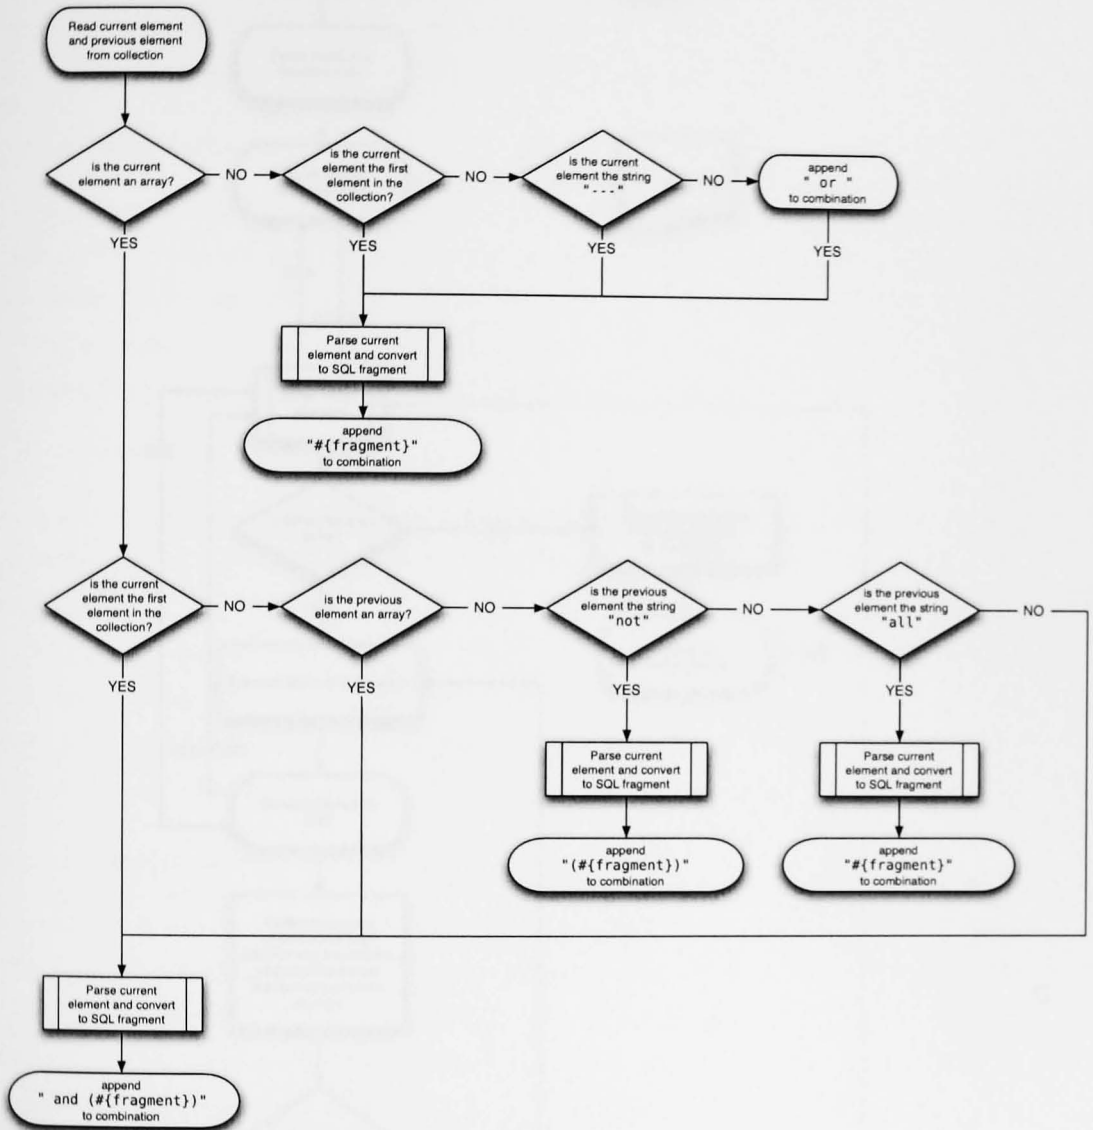 Read current element
and previous element
from collection
is the current
element an array?
NO
is the current
element the first
element in the
collection?
NO
is the current
element the string
"---"
NO
append
" or "
to combination
YES
YES
YES
YES
Parse current
element and convert
to SQL fragment
append
"#{fragment}"
to combination
is the current
element the first
element in the
collection?
NO
is the previous
element an array?
NO
is the previous
element the string
"not"
NO
is the previous
element the string
"all"
NO
YES
YES
YES
YES
Parse current
element and convert
to SQL fragment
Parse current
element and convert
to SQL fragment
append
"(#{fragment})"
to combination
append
"#{fragment}"
to combination
Parse current
element and convert
to SQL fragment
append
" and (#{fragment})"
to combination